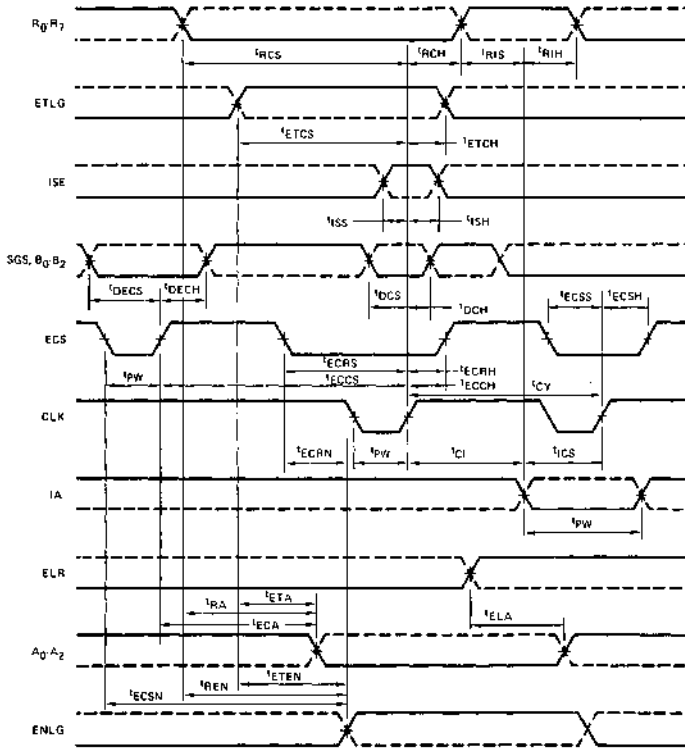 R0-R7
tRCS
tRCH
tRIS
tRIH
ETLG
tETCS
tETCH
ISE
tISS
tISH
SGS, B0-B2
tDECS
tDECH
tDCS
tDCH
tECSS
tECSH
ECS
tECRS
tECRH
tPW
tECCS
tECCH
tCY
CLK
tECRN
tPW
tCI
tICS
IA
tPW
ELR
tETA
tRA
tECA
tELA
A0-A2
tETEN
tREN
tECSN
ENLG